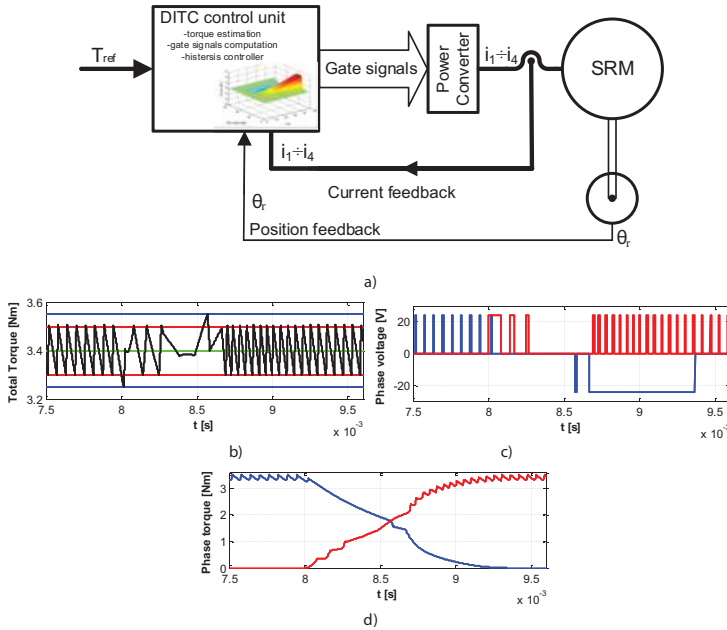 DITC control unit
-torque estimation
-gate signals computation
-histersis controller
Tref
Gate signals
Power
Converter
i1÷i4
SRM
i1÷i4
Current feedback
θr
Position feedback
θr
a)
Total Torque [Nm]
3.6
3.4
3.2
7.5 8 8.5 9 9.5
t [s]
x 10-3
b)
Phase voltage [V]
20
0
-20
7.5 8 8.5 9 9.5
t [s]
x 10-3
c)
Phase torque [Nm]
3
2
1
0
7.5 8 8.5 9 9.5
t [s]
x 10-3
d)